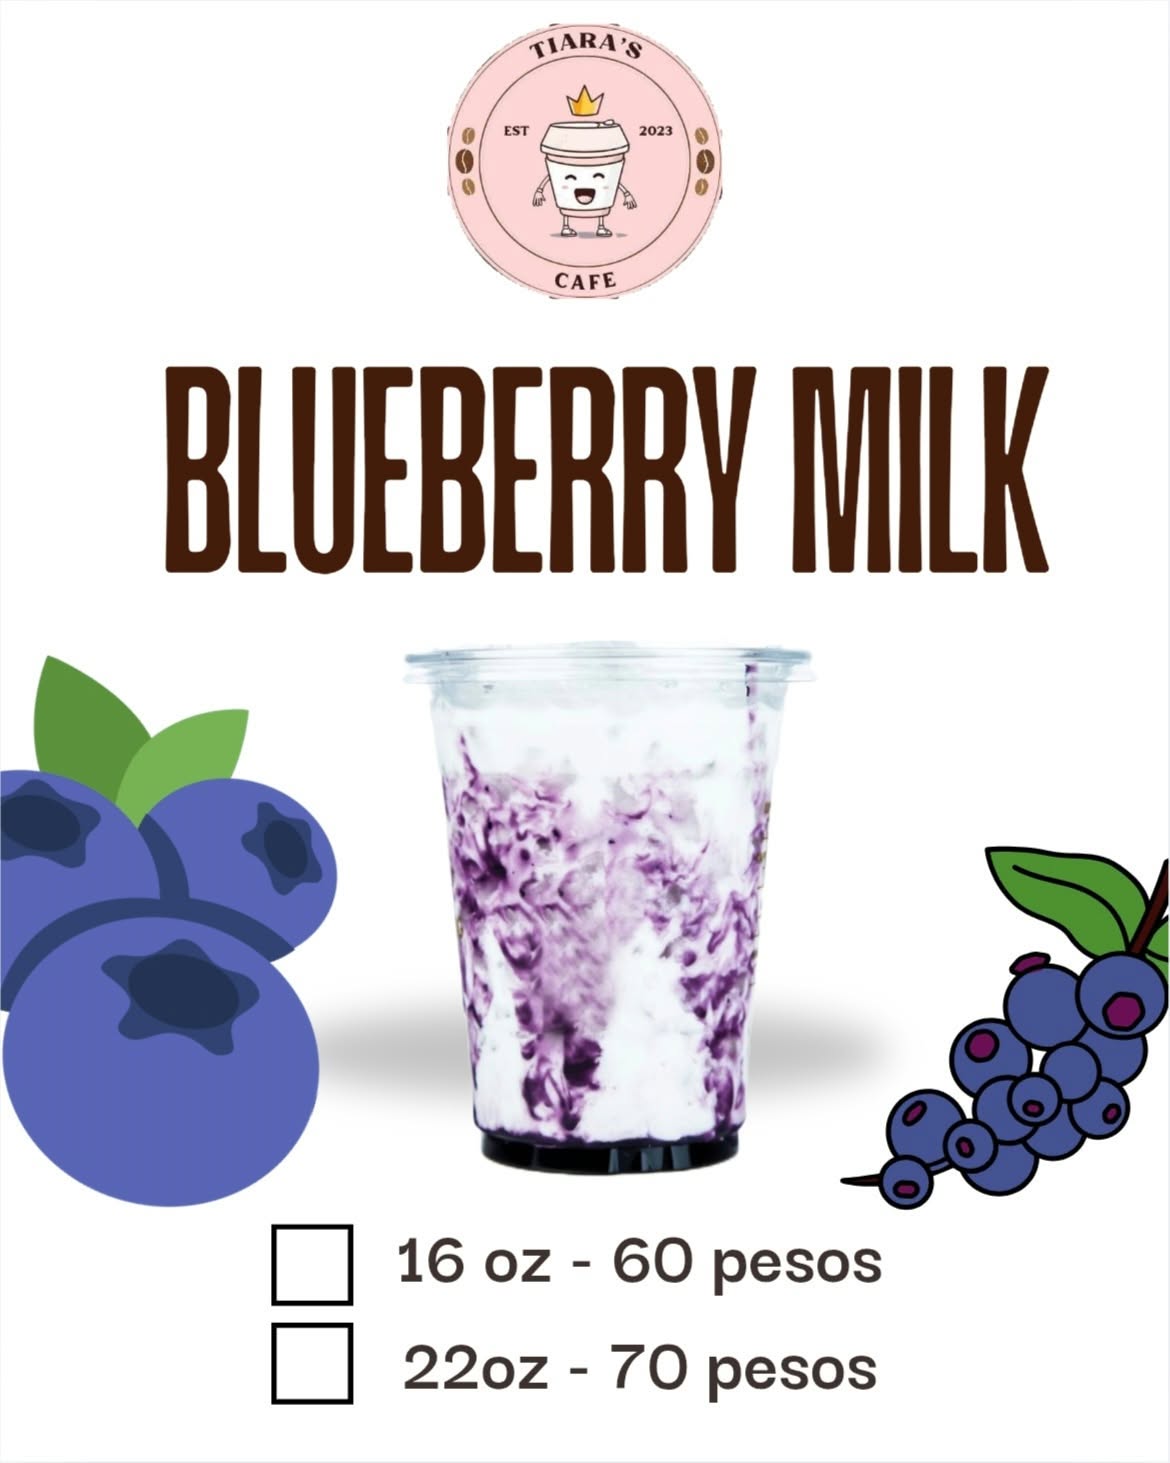 TIARA'S
EST 2023
CAFE
BLUEBERRY MILK
16 oz - 60 pesos
22oz - 70 pesos